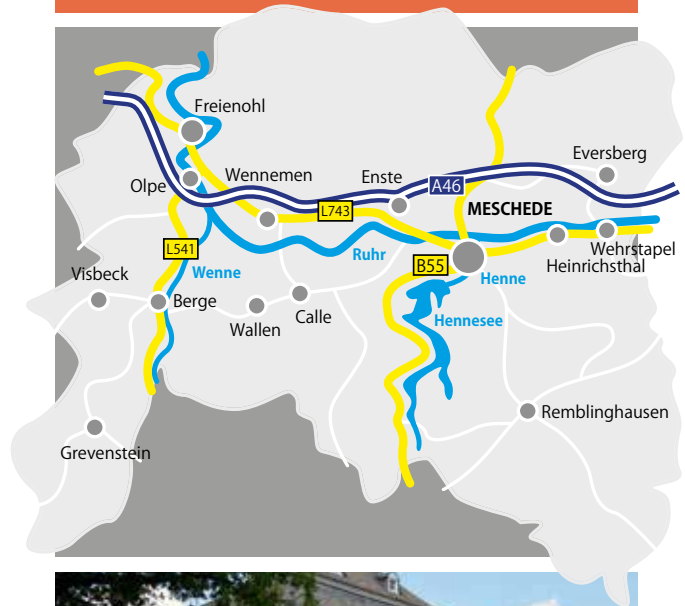 Freienohl
Eversberg
Wennemen
Enste
Olpe
A46
L743
MESCHEDE
L541
Wehrstapel
Ruhr
B55
Heinrichsthal
Visbeck
Wenne
Henne
Berge
Calle
Hennesee
Wallen
Remblinghausen
Grevenstein